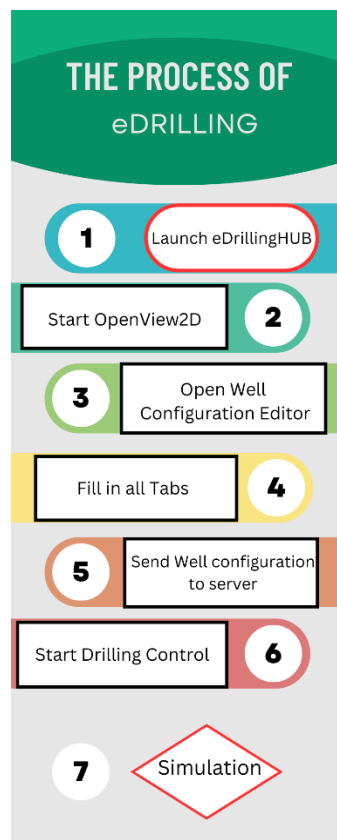 THE PROCESS OF
eDRILLING
1
Launch eDrillingHUB
Start OpenView2D
2
3
Open Well
Configuration Editor
Fill in all Tabs
4
5
Send Well configuration
to server
Start Drilling Control
6
7
Simulation